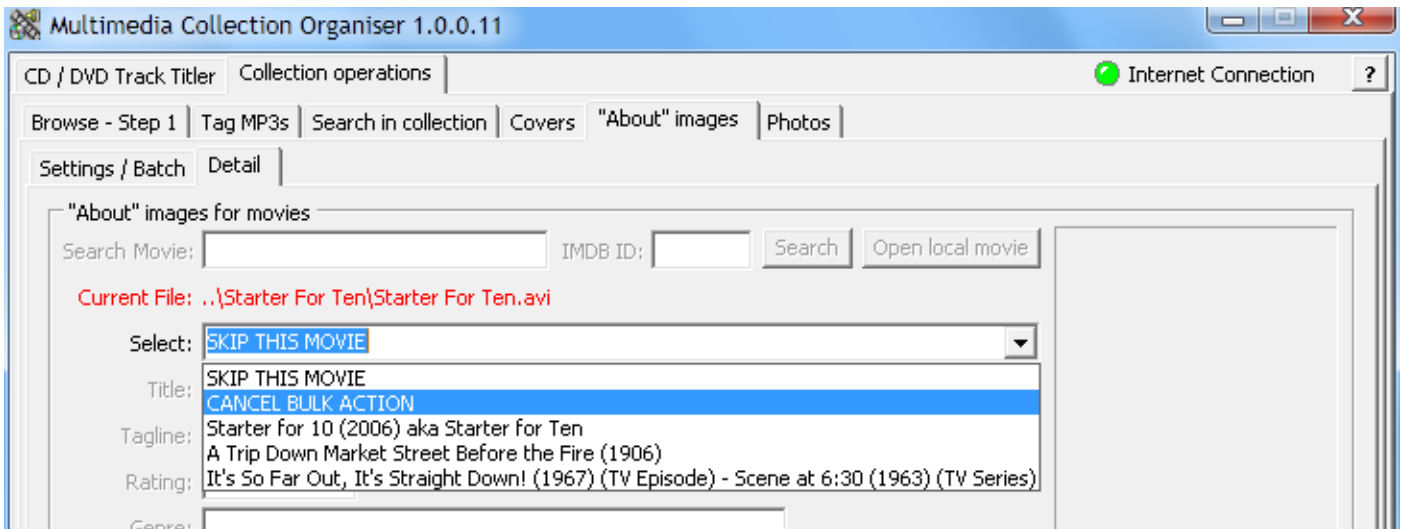 Multimedia Collection Organiser 1.0.0.11
CD / DVD Track Titler Collection operations Internet Connection ?
Browse - Step 1 Tag MP3s Search in collection Covers "About" images Photos
Settings / Batch Detail
"About" images for movies
Search Movie: IMDB ID: Search Open local movie
Current File: ..\Starter For Ten\Starter For Ten.avi
Select: SKIP THIS MOVIE
SKIP THIS MOVIE
Title:
CANCEL BULK ACTION
Starter for 10 (2006) aka Starter for Ten
Tagline:
A Trip Down Market Street Before the Fire (1906)
Rating: It's So Far Out, It's Straight Down! (1967) (TV Episode) - Scene at 6:30 (1963) (TV Series)
Genre: